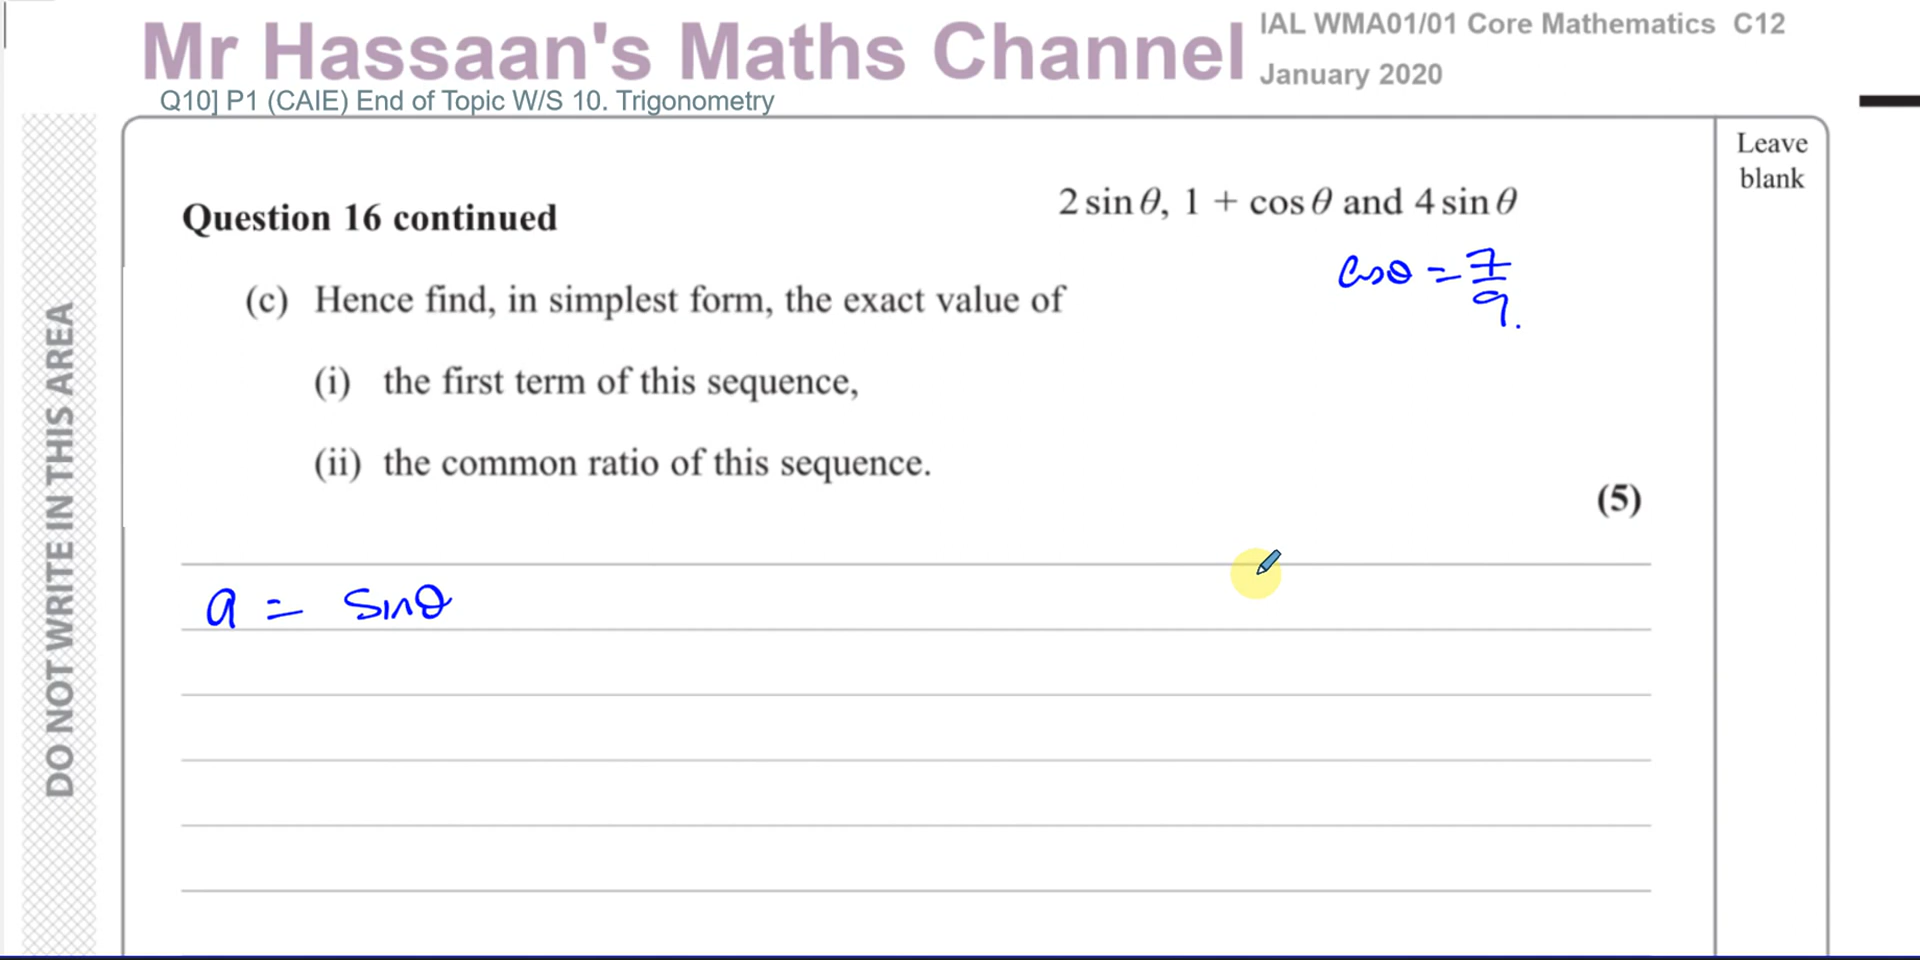 Mr Hassaan's Maths Channel
IAL WMA01/01 Core Mathematics C12
January 2020
Q10] P1 (CAIE) End of Topic W/S 10. Trigonometry
DO NOT WRITE IN THIS AREA
Leave
blank
Question 16 continued
2 sin θ, 1 + cos θ and 4 sin θ
cosθ = 7/9.
(c) Hence find, in simplest form, the exact value of
(i) the first term of this sequence,
(ii) the common ratio of this sequence.
(5)
a = sinθ